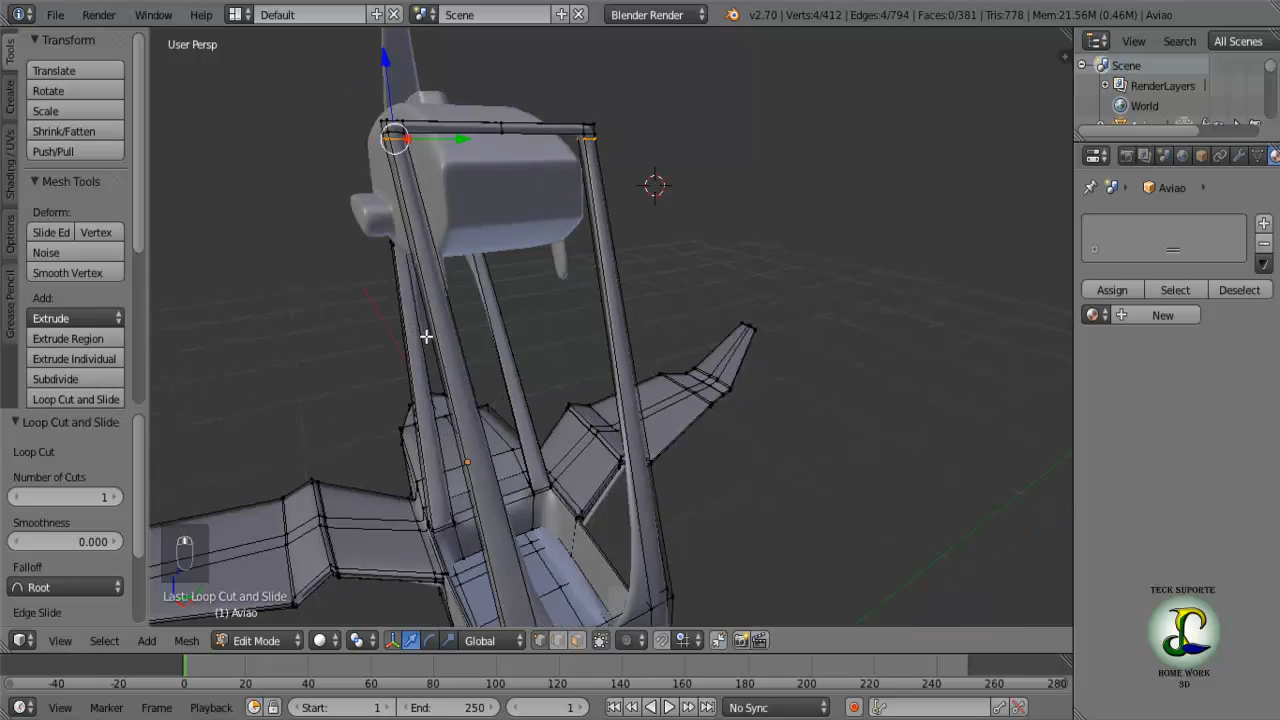 File Render Window Help Default Scene Blender Render v2.70 | Verts:4/412 | Edges:4/794 | Faces:0/381 | Tris:778 | Mem:21.56M (0.46M) | Aviao
Tools
Create
Shading / UVs
Options
Grease Pencil
Transform
Translate
Rotate
Scale
Shrink/Fatten
Push/Pull
Mesh Tools
Deform:
Slide Ed Vertex
Noise
Smooth Vertex
Add:
Extrude
Extrude Region
Extrude Individual
Subdivide
Loop Cut and Slide
Loop Cut and Slide
Loop Cut
Number of Cuts
1
Smoothness
0.000
Falloff
Root
Edge Slide
User Persp
Last: Loop Cut and Slide
(1) Aviao
View Search All Scenes
Scene
RenderLayers
World
Aviao
Assign Select Deselect
New
TECK SUPORTE
HOME WORK
3D
View Select Add Mesh Edit Mode Global
-40 -20 0 20 40 60 80 100 120 140 160 180 200 220 240 260 280
View Marker Frame Playback Start: 1 End: 250 1 No Sync